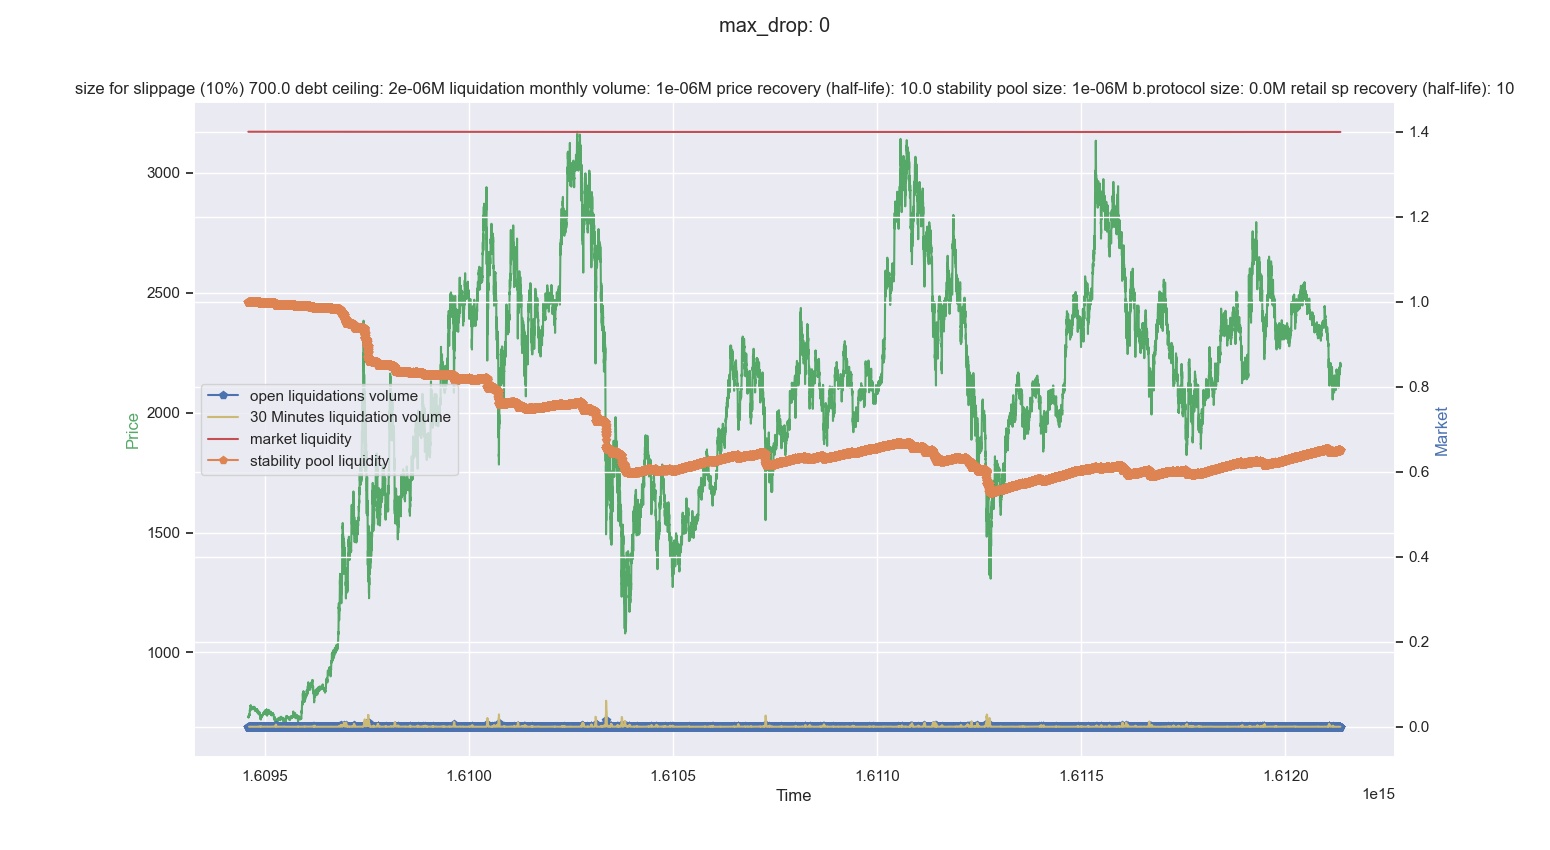 max_drop: 0
size for slippage (10%) 700.0 debt ceiling: 2e-06M liquidation monthly volume: 1e-06M price recovery (half-life): 10.0 stability pool size: 1e-06M b.protocol size: 0.0M retail sp recovery (half-life): 10
3000
2500
2000
1500
1000
Price
open liquidations volume
30 Minutes liquidation volume
market liquidity
stability pool liquidity
1.4
1.2
1.0
0.8
0.6
0.4
0.2
0.0
Market
1.6095
1.6100
1.6105
1.6110
1.6115
1.6120
Time
1e15